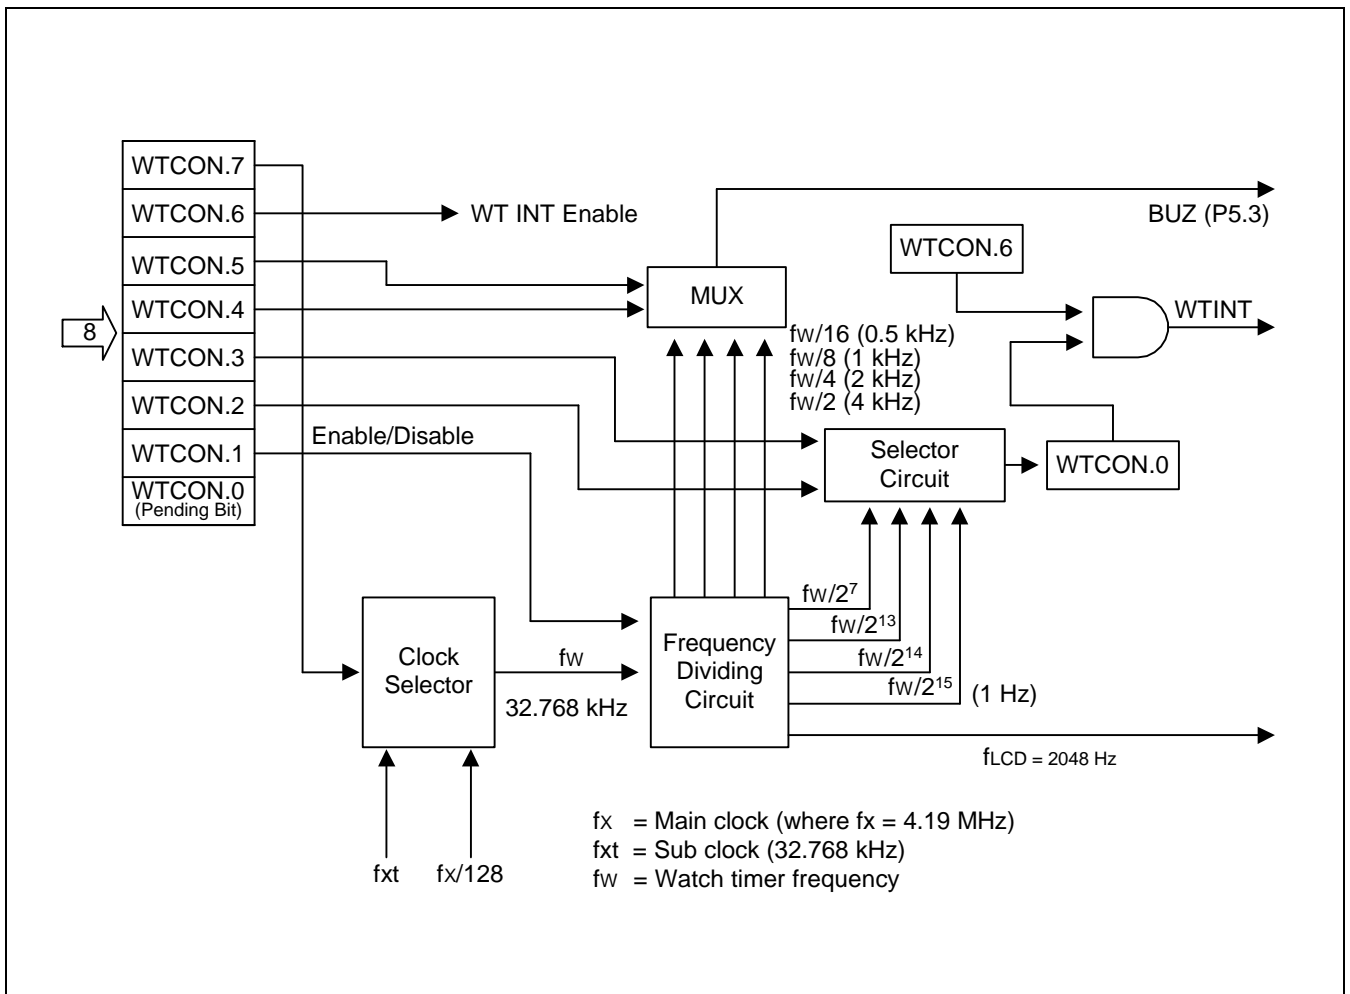 WTCON.7
WTCON.6
WTCON.5
WTCON.4
WTCON.3
WTCON.2
WTCON.1
WTCON.0
(Pending Bit)
8
WT INT Enable
Enable/Disable
MUX
BUZ (P5.3)
WTCON.6
WTINT
fW/16 (0.5 kHz)
fW/8 (1 kHz)
fW/4 (2 kHz)
fW/2 (4 kHz)
Selector
Circuit
WTCON.0
Clock
Selector
fW
32.768 kHz
Frequency
Dividing
Circuit
fW/2⁷
fW/2¹³
fW/2¹⁴
fW/2¹⁵
(1 Hz)
fLCD = 2048 Hz
fxt
fX/128
fX = Main clock (where fx = 4.19 MHz)
fxt = Sub clock (32.768 kHz)
fW = Watch timer frequency